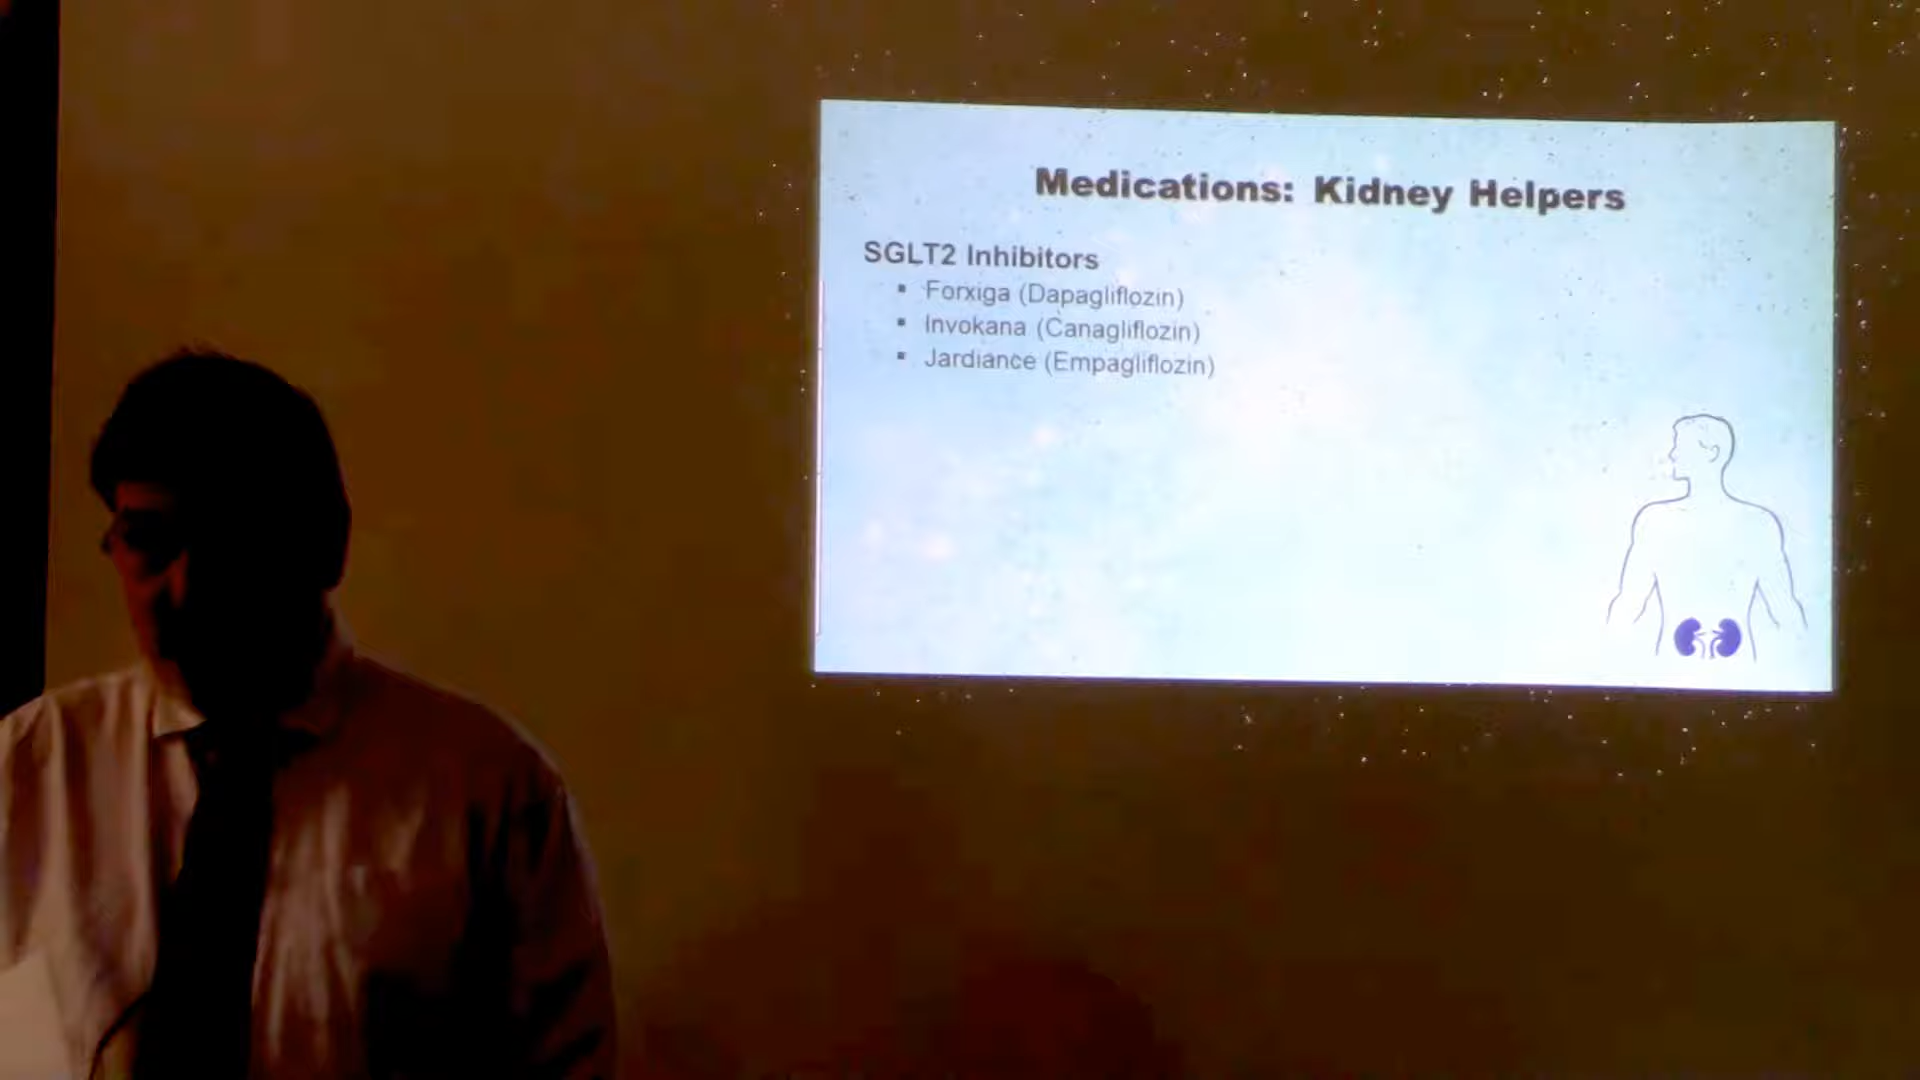 Medications: Kidney Helpers
SGLT2 Inhibitors
▪ Forxiga (Dapagliflozin)
▪ Invokana (Canagliflozin)
▪ Jardiance (Empagliflozin)